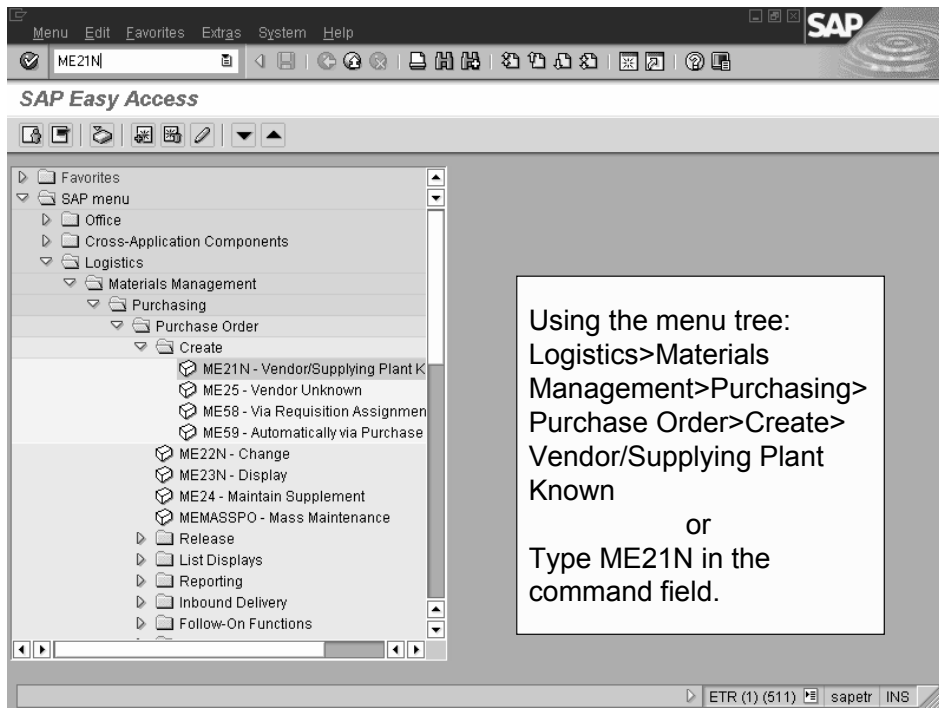 Menu Edit Favorites Extras System Help
SAP
ME21N
SAP Easy Access
Favorites
SAP menu
Office
Cross-Application Components
Logistics
Materials Management
Purchasing
Purchase Order
Create
ME21N - Vendor/Supplying Plant K
ME25 - Vendor Unknown
ME58 - Via Requisition Assignmen
ME59 - Automatically via Purchase
ME22N - Change
ME23N - Display
ME24 - Maintain Supplement
MEMASSPO - Mass Maintenance
Release
List Displays
Reporting
Inbound Delivery
Follow-On Functions
Using the menu tree:
Logistics>Materials
Management>Purchasing>
Purchase Order>Create>
Vendor/Supplying Plant
Known
or
Type ME21N in the
command field.
ETR (1) (511) sapetr INS